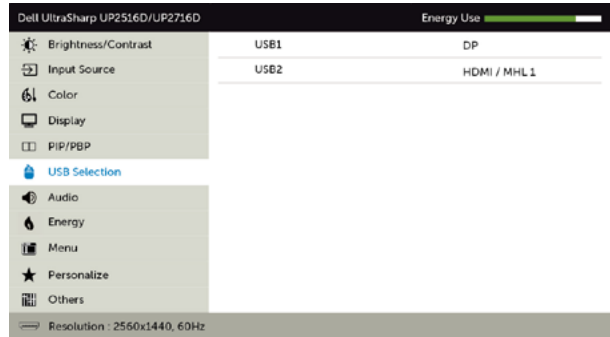 Dell UltraSharp UP2516D/UP2716D Energy Use
Brightness/Contrast USB1 DP
Input Source USB2 HDMI / MHL 1
Color
Display
PIP/PBP
USB Selection
Audio
Energy
Menu
Personalize
Others
Resolution : 2560x1440, 60Hz